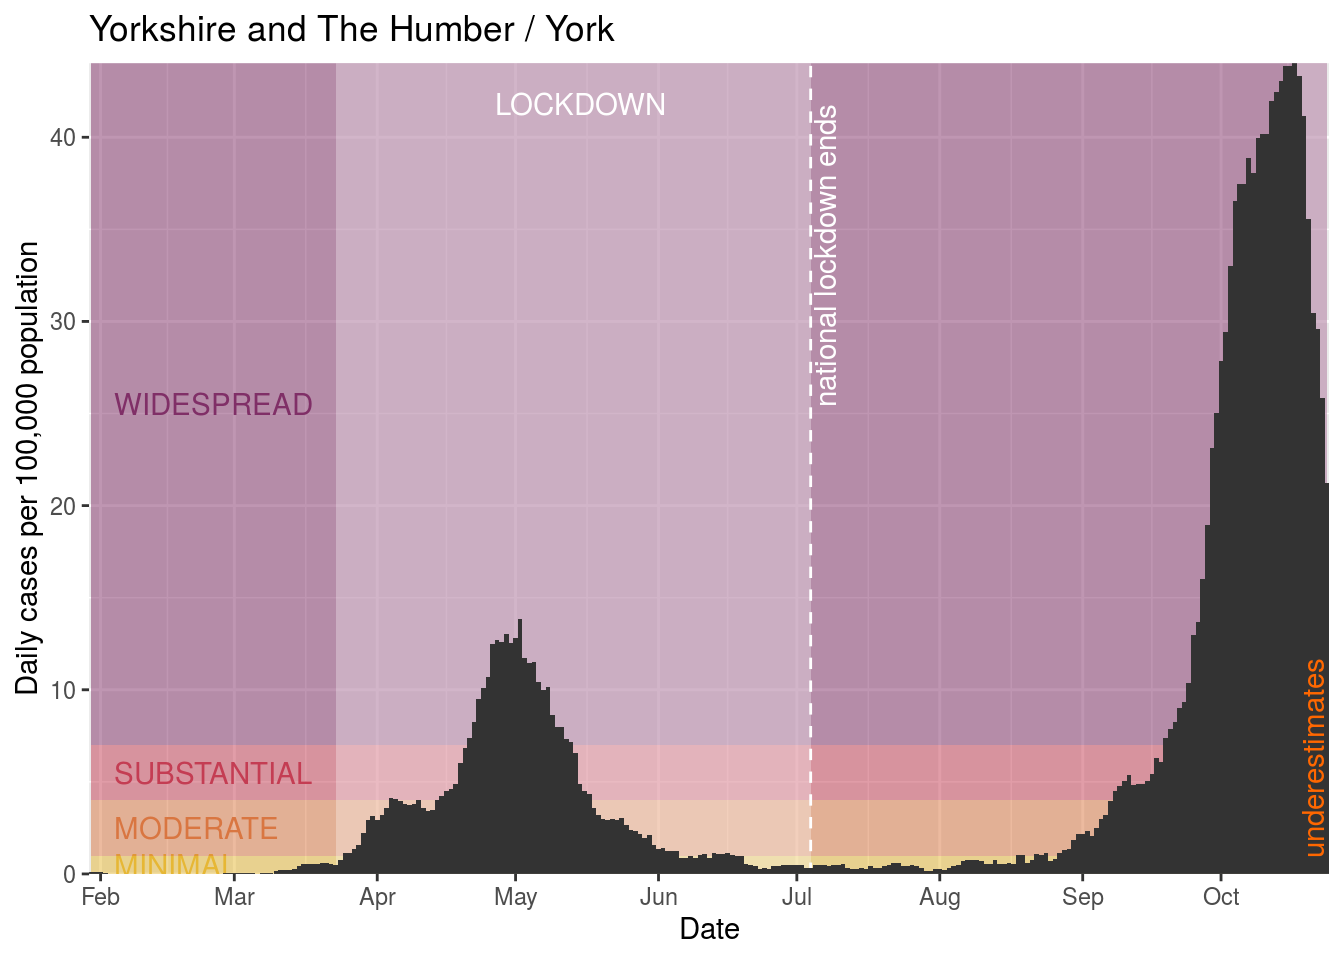 Yorkshire and The Humber / York
LOCKDOWN
national lockdown ends
WIDESPREAD
SUBSTANTIAL
MODERATE
MINIMAL
underestimates
Daily cases per 100,000 population
40
30
20
10
0
Feb Mar Apr May Jun Jul Aug Sep Oct
Date